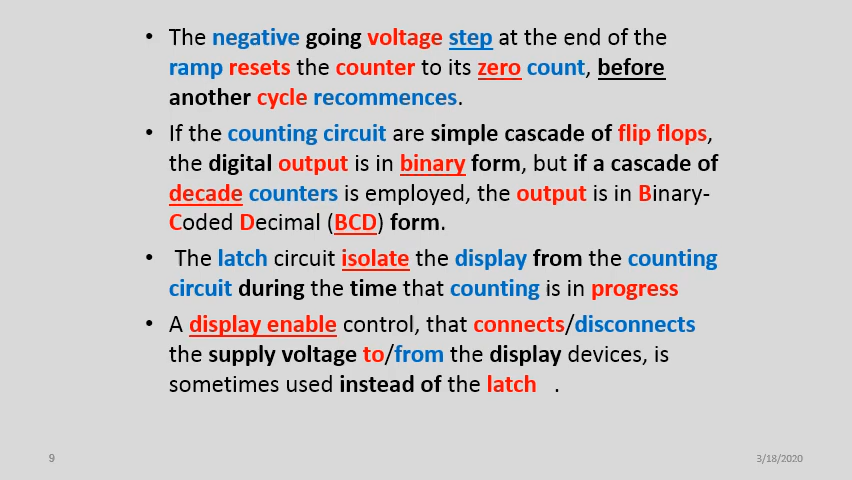 • The negative going voltage step at the end of the
ramp resets the counter to its zero count, before
another cycle recommences.
• If the counting circuit are simple cascade of flip flops,
the digital output is in binary form, but if a cascade of
decade counters is employed, the output is in Binary-
Coded Decimal (BCD) form.
• The latch circuit isolate the display from the counting
circuit during the time that counting is in progress
• A display enable control, that connects/disconnects
the supply voltage to/from the display devices, is
sometimes used instead of the latch .
9
3/18/2020